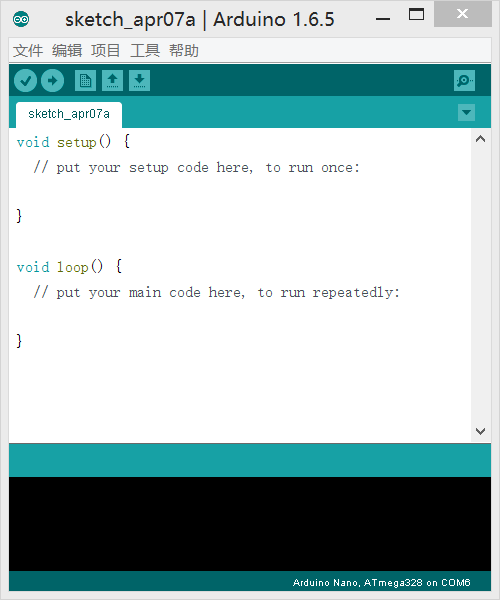 sketch_apr07a | Arduino 1.6.5
文件 编辑 项目 工具 帮助
sketch_apr07a
void setup() {
  // put your setup code here, to run once:
}
void loop() {
  // put your main code here, to run repeatedly:
}
Arduino Nano, ATmega328 on COM6